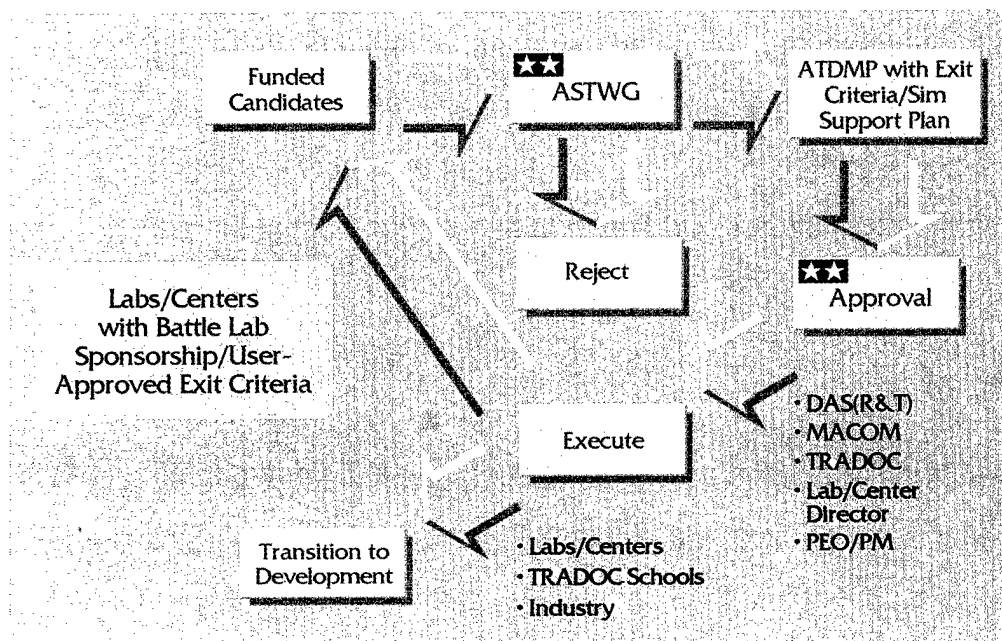 Funded
Candidates
ASTWG
ATDMP with Exit
Criteria/Sim
Support Plan
Reject
Approval
Labs/Centers
with Battle Lab
Sponsorship/User-
Approved Exit Criteria
Execute
• DAS(R&T)
• MACOM
• TRADOC
• Lab/Center
Director
• PEO/PM
Transition to
Development
• Labs/Centers
• TRADOC Schools
• Industry